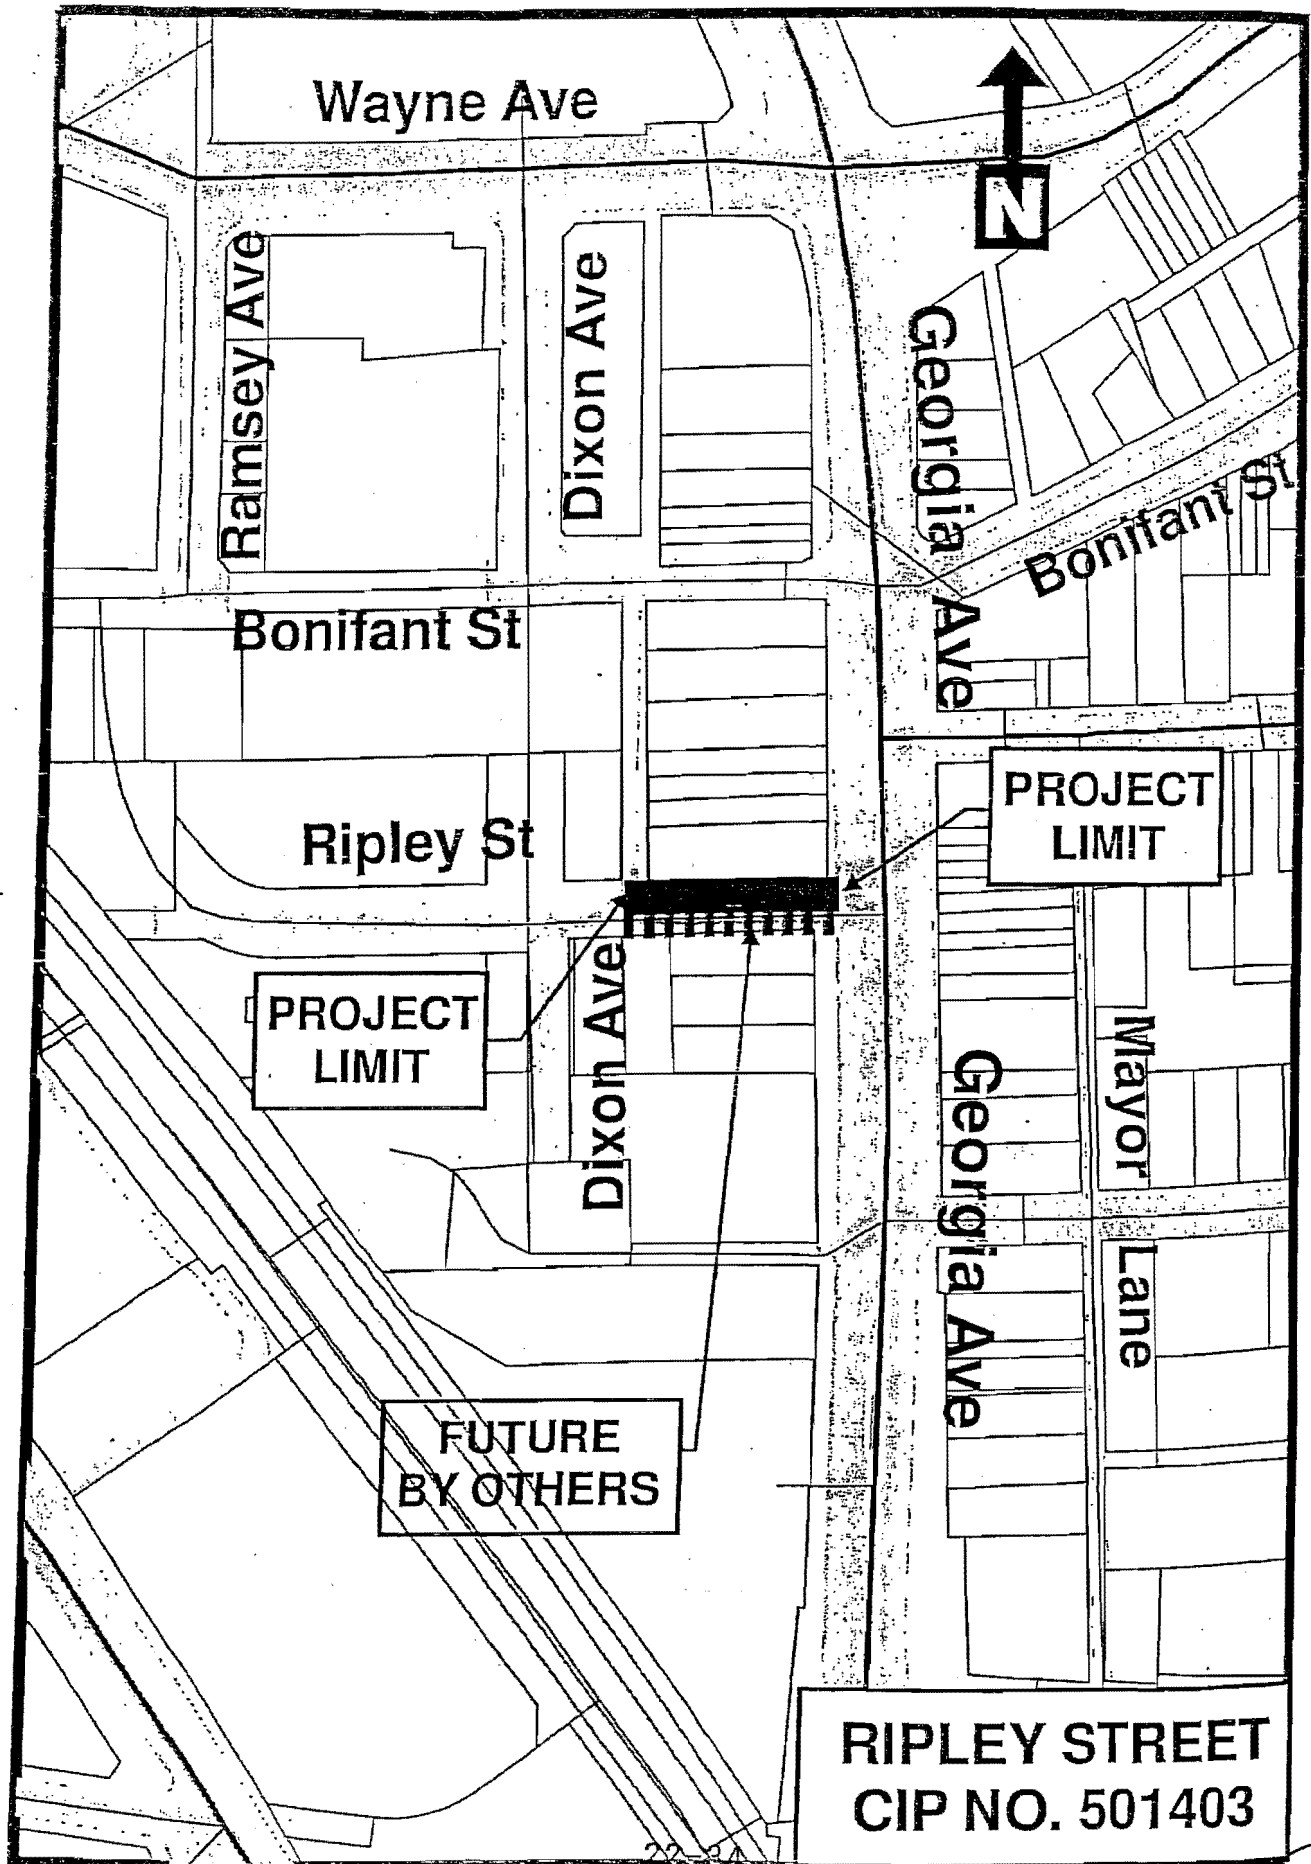 Wayne Ave
N
Ramsey Ave
Dixon Ave
Georgia Ave
Bonifant St
Bonifant St
PROJECT
LIMIT
Ripley St
PROJECT
LIMIT
Dixon Ave
Georgia Ave
Mayor Lane
FUTURE
BY OTHERS
RIPLEY STREET
CIP NO. 501403